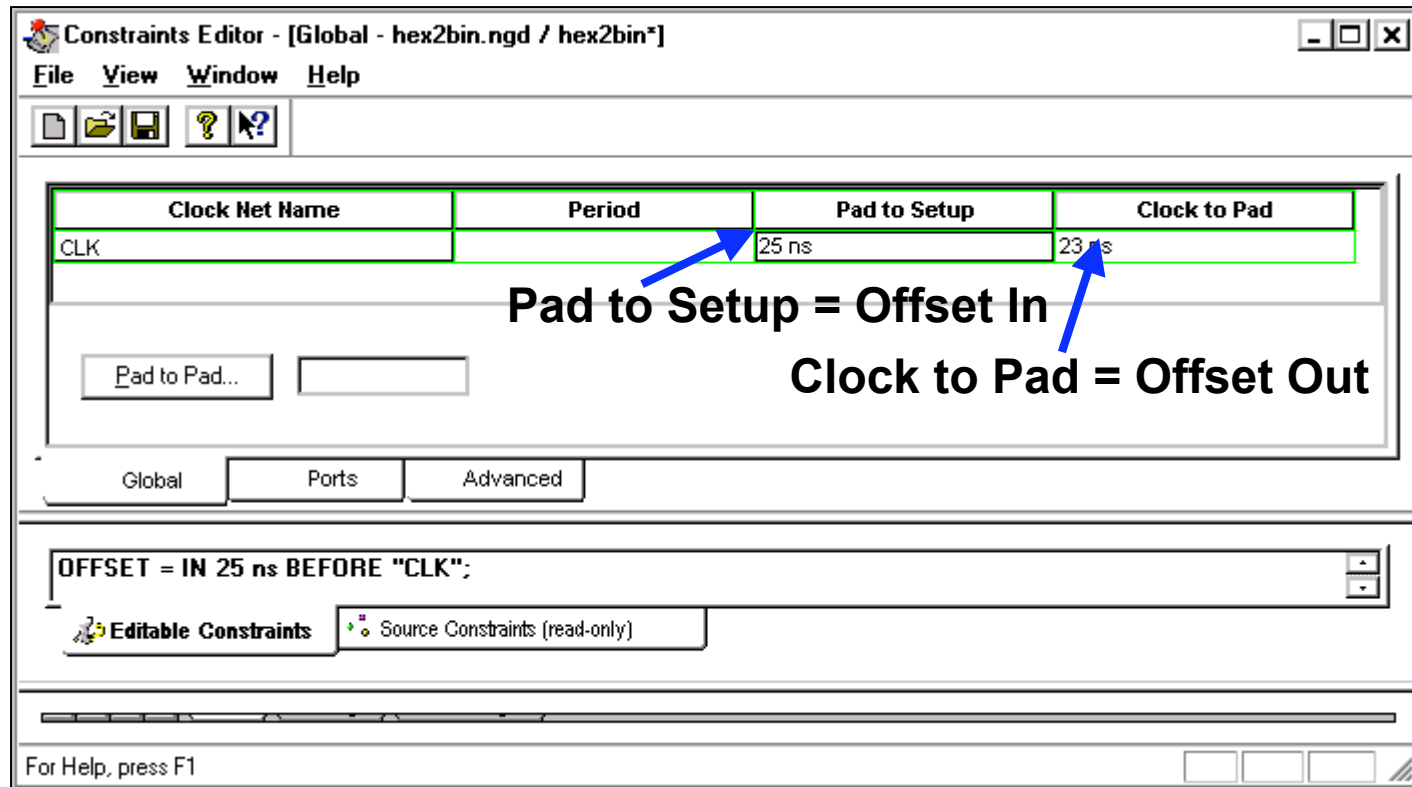 Constraints Editor - [Global - hex2bin.ngd / hex2bin*]
File View Window Help
Clock Net Name Period Pad to Setup Clock to Pad
CLK 25 ns 23 ns
Pad to Setup = Offset In
Pad to Pad... Clock to Pad = Offset Out
Global Ports Advanced
OFFSET = IN 25 ns BEFORE "CLK";
Editable Constraints Source Constraints (read-only)
For Help, press F1